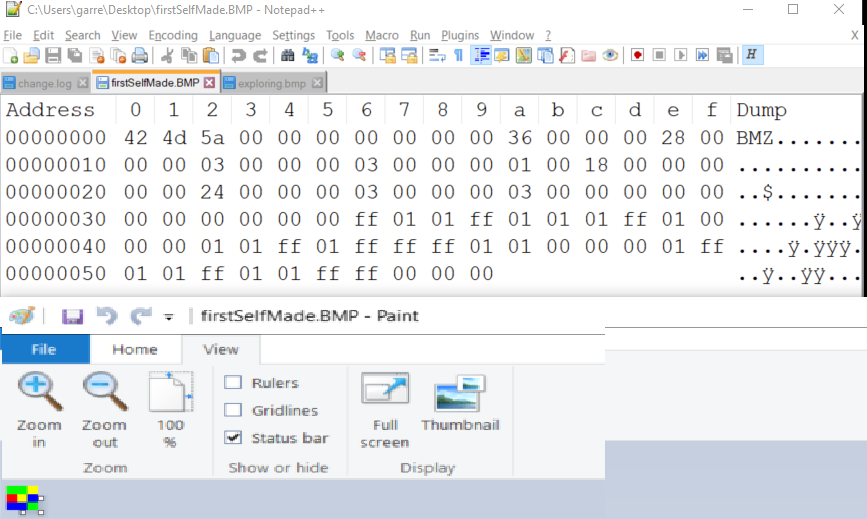 C:\Users\garre\Desktop\firstSelfMade.BMP - Notepad++
File Edit Search View Encoding Language Settings Tools Macro Run Plugins Window ? X
change.log firstSelfMade.BMP exploring.bmp
Address 0 1 2 3 4 5 6 7 8 9 a b c d e f Dump
00000000 42 4d 5a 00 00 00 00 00 00 00 36 00 00 00 28 00 BMZ.......
00000010 00 00 03 00 00 00 03 00 00 00 01 00 18 00 00 00 ..........
00000020 00 00 24 00 00 00 03 00 00 00 03 00 00 00 00 00 ..$.......
00000030 00 00 00 00 00 00 ff 01 01 ff 01 01 01 ff 01 00 ......ÿ..ÿ
00000040 00 00 01 01 ff 01 ff ff ff 01 01 00 00 00 01 ff ....ÿ.ÿÿÿ.
00000050 01 01 ff 01 01 ff ff 00 00 00 ..ÿ..ÿÿ...
firstSelfMade.BMP - Paint
File Home View
Zoom in
Zoom out
100 %
Rulers
Gridlines
Status bar
Full screen
Thumbnail
Zoom Show or hide Display